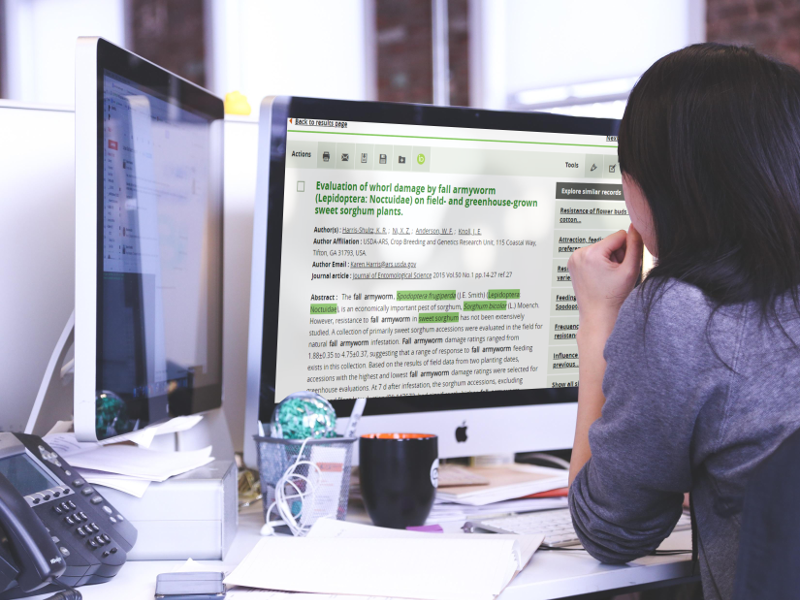 Back to results page
Next
Actions
Tools
Evaluation of whorl damage by fall armyworm
(Lepidoptera: Noctuidae) on field- and greenhouse-grown
sweet sorghum plants.
Author(s) : Harris-Shultz, K. R. ; Ni, X. Z. ; Anderson, W. F. ; Knoll, J. E.
Author Affiliation : USDA-ARS, Crop Breeding and Genetics Research Unit, 115 Coastal Way,
Tifton, GA 31793, USA.
Author Email : Karen.Harris@ars.usda.gov
Journal article : Journal of Entomological Science 2015 Vol.50 No.1 pp.14-27 ref.27
Abstract : The fall armyworm, Spodoptera frugiperda (J.E. Smith) (Lepidoptera:
Noctuidae), is an economically important pest of sorghum, Sorghum bicolor (L.) Moench.
However, resistance to fall armyworm in sweet sorghum has not been extensively
studied. A collection of primarily sweet sorghum accessions were evaluated in the field for
natural fall armyworm infestation. Fall armyworm damage ratings ranged from
1.88±0.35 to 4.75±0.37, suggesting that a range of response to fall armyworm feeding
exists in this collection. Based on the results of field data from two planting dates,
accessions with the highest and lowest fall armyworm damage ratings were selected for
greenhouse evaluations. At 7 d after infestation, the sorghum accessions, excluding
Explore similar records
Resistance of flower buds
cotton...
Attraction, feed
prefe
Res
varie
Feeding
Spodopt
Frequenc
resistan
Influence
previous...
Show all s